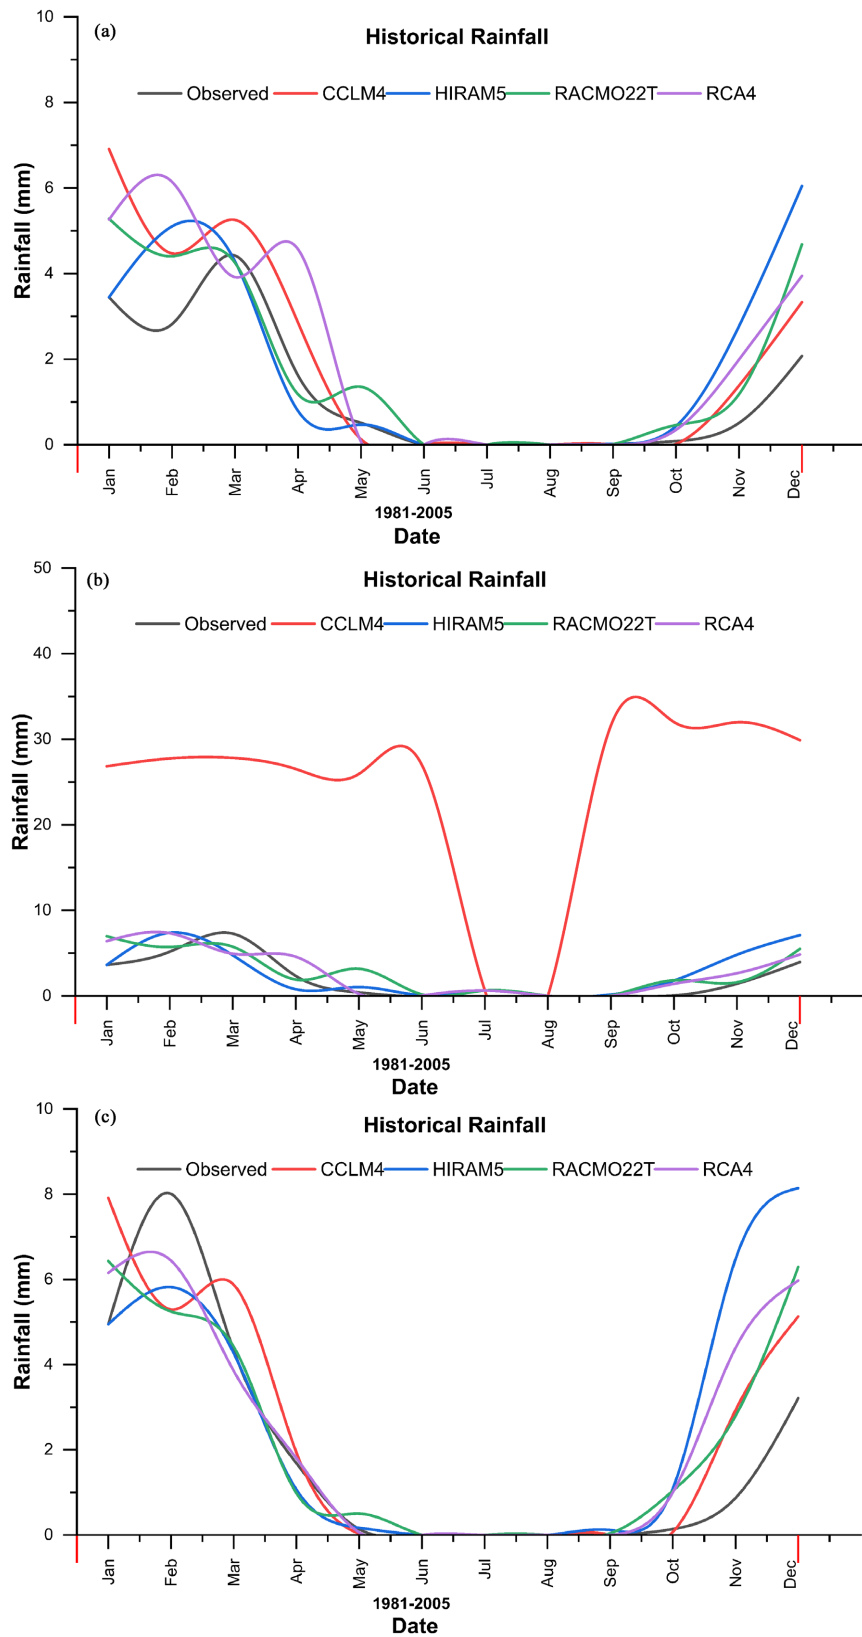 (a)
Historical Rainfall
Observed CCLM4 HIRAM5 RACMO22T RCA4
Rainfall (mm)
10
8
6
4
2
0
Jan Feb Mar Apr May Jun Jul Aug Sep Oct Nov Dec
1981-2005
Date
(b)
Historical Rainfall
Observed CCLM4 HIRAM5 RACMO22T RCA4
Rainfall (mm)
50
40
30
20
10
0
Jan Feb Mar Apr May Jun Jul Aug Sep Oct Nov Dec
1981-2005
Date
(c)
Historical Rainfall
Observed CCLM4 HIRAM5 RACMO22T RCA4
Rainfall (mm)
10
8
6
4
2
0
Jan Feb Mar Apr May Jun Jul Aug Sep Oct Nov Dec
1981-2005
Date